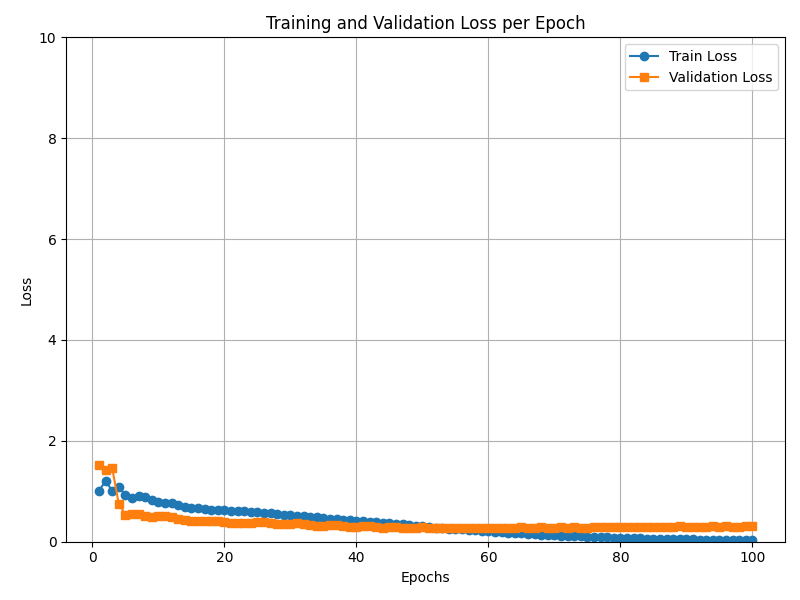 Training and Validation Loss per Epoch
10
8
6
4
2
0
Loss
Train Loss
Validation Loss
0 20 40 60 80 100
Epochs